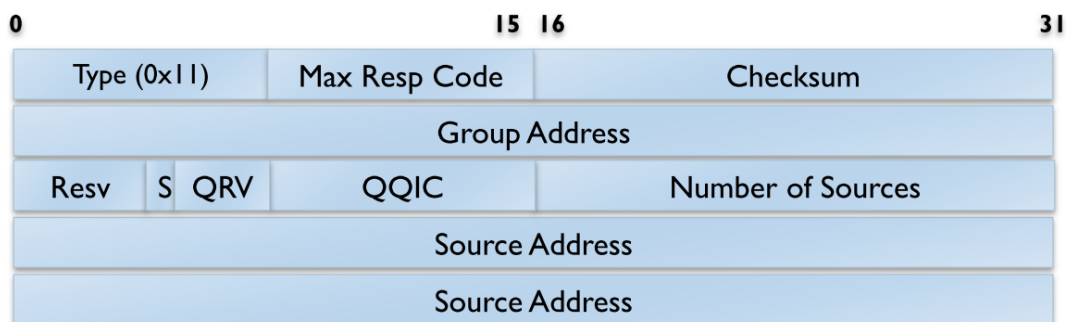 0 15 16 31
Type (0x11) Max Resp Code Checksum
Group Address
Resv S QRV QQIC Number of Sources
Source Address
Source Address